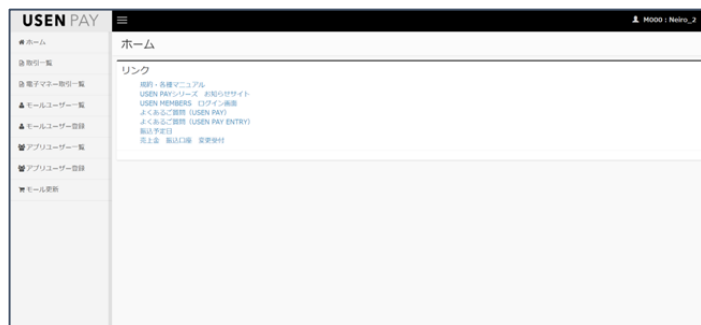 USEN PAY
M000 : Neiro_2
ホーム
取引一覧
電子マネー取引一覧
モールユーザー一覧
モールユーザー登録
アプリユーザー一覧
アプリユーザー登録
モール更新
ホーム
リンク
規約・各種マニュアル
USEN PAYシリーズ お知らせサイト
USEN MEMBERS ログイン画面
よくあるご質問（USEN PAY）
よくあるご質問（USEN PAY ENTRY）
振込予定日
売上金 振込口座 変更受付